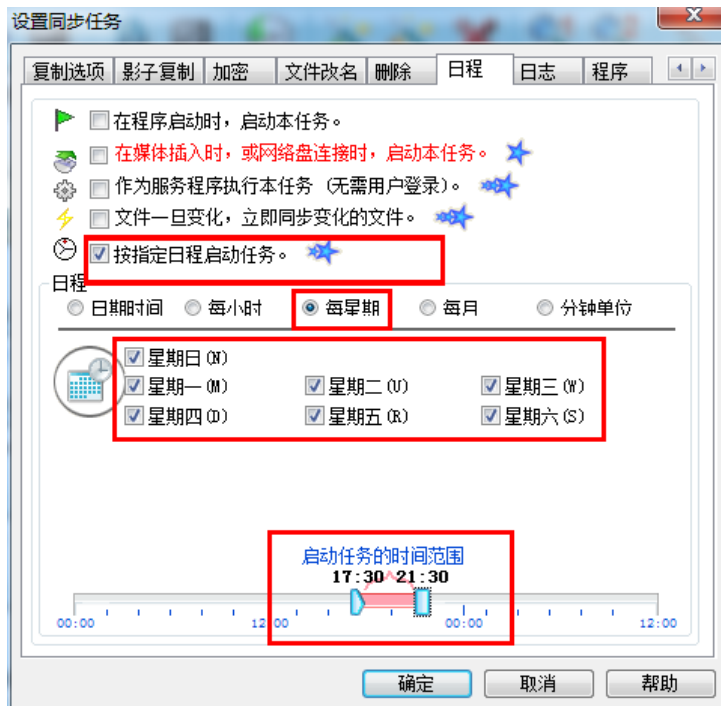 设置同步任务
复制选项 影子复制 加密 文件改名 删除 日程 日志 程序
在程序启动时，启动本任务。
在媒体插入时，或网络盘连接时，启动本任务。
作为服务程序执行本任务 (无需用户登录)。
文件一旦变化，立即同步变化的文件。
按指定日程启动任务。
日程
日期时间 每小时 每星期 每月 分钟单位
星期日(N)
星期一(M) 星期二(U) 星期三(W)
星期四(D) 星期五(R) 星期六(S)
启动任务的时间范围
17:30 21:30
00:00 12:00 00:00 12:00
确定 取消 帮助